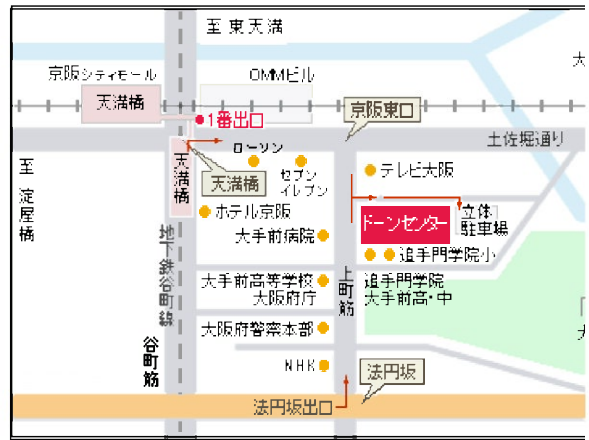 至 東天満
京阪シティモール
OMMビル
大
天満橋
京阪東口
1番出口
土佐堀通り
至 淀屋橋
天満橋
ローソン
セブン
イレブン
テレビ大阪
天満橋
ホテル京阪
ドーンセンター
立体
駐車場
大手前病院
追手門学院小
地下鉄谷町線
大手前高等学校
大阪府庁
上町筋
追手門学院
大手前高・中
大阪府警察本部
谷町筋
NHK
法円坂
法円坂出口